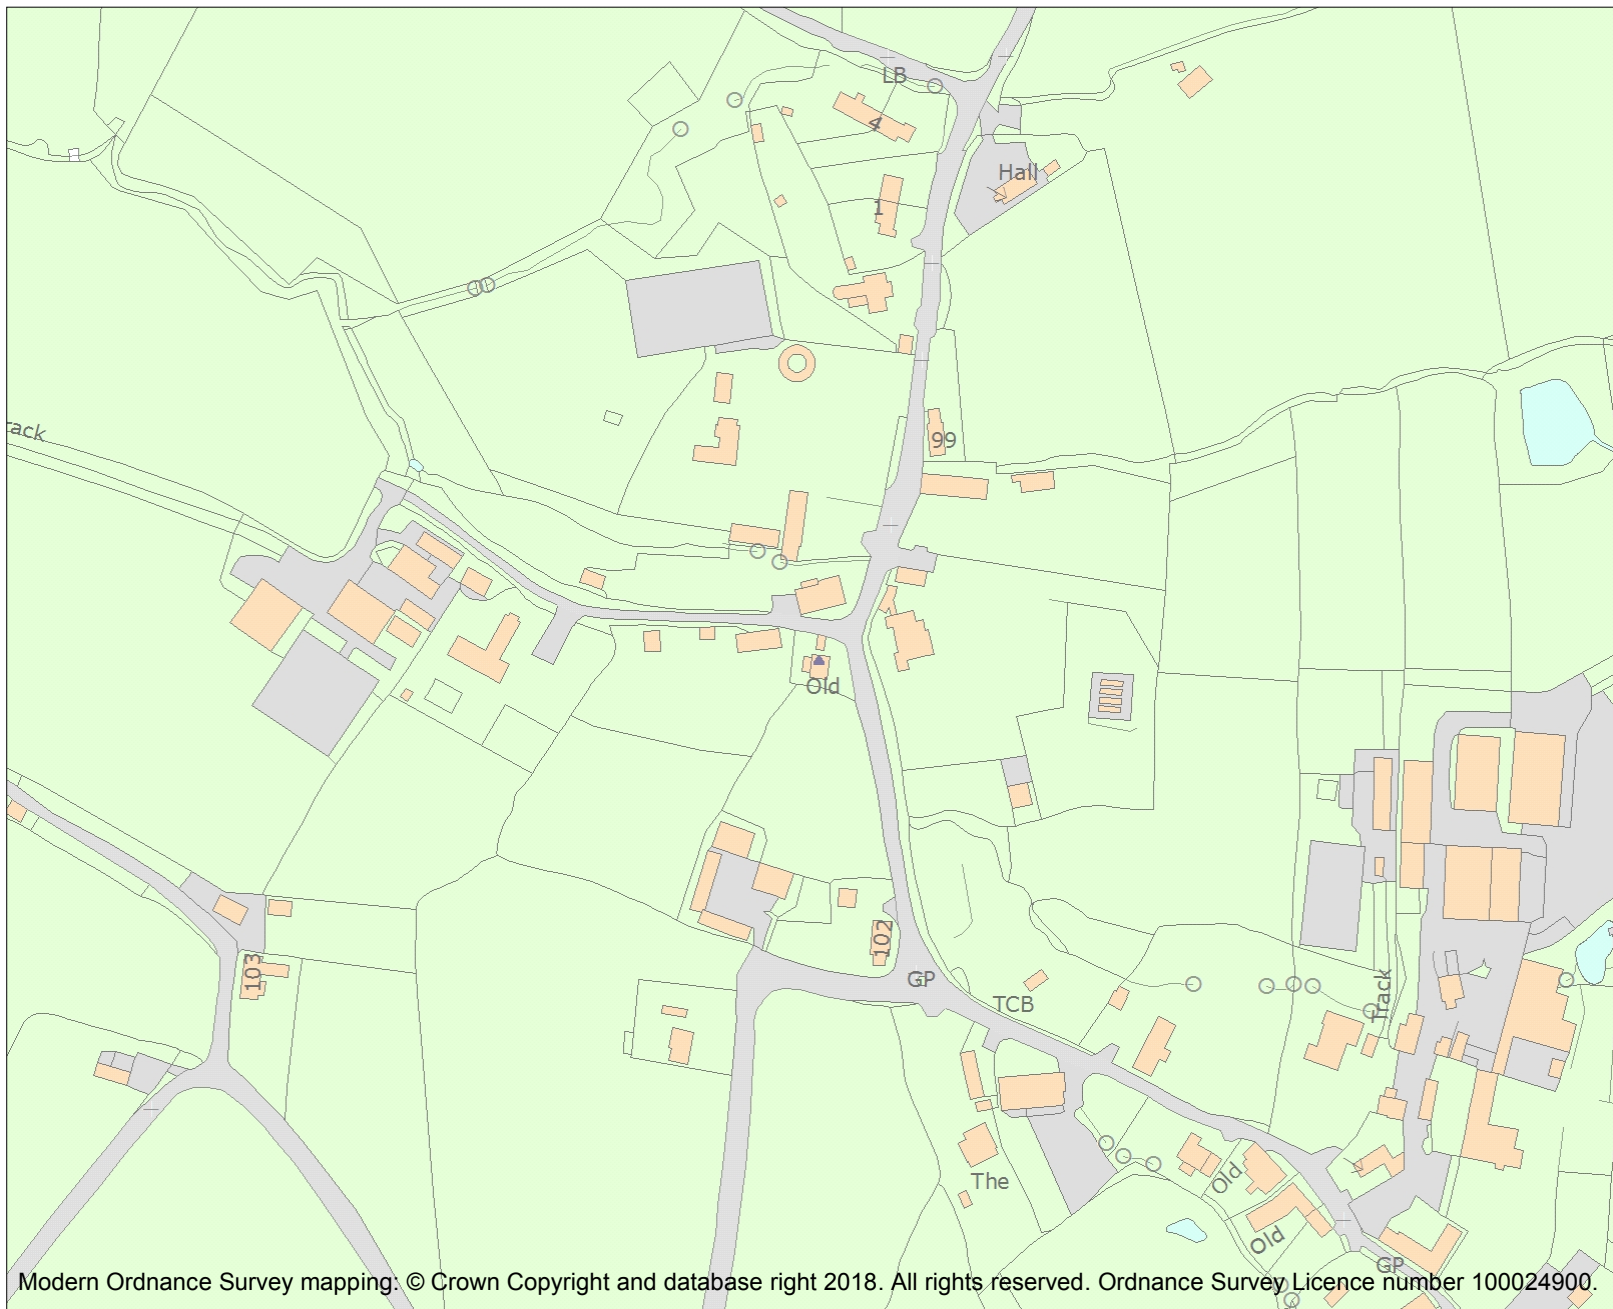 LB
4
Hall
1
99
Old
102
103
GP
TCB
Track
The
Old
Old
GP
Modern Ordnance Survey mapping: © Crown Copyright and database right 2018. All rights reserved. Ordnance Survey Licence number 100024900.